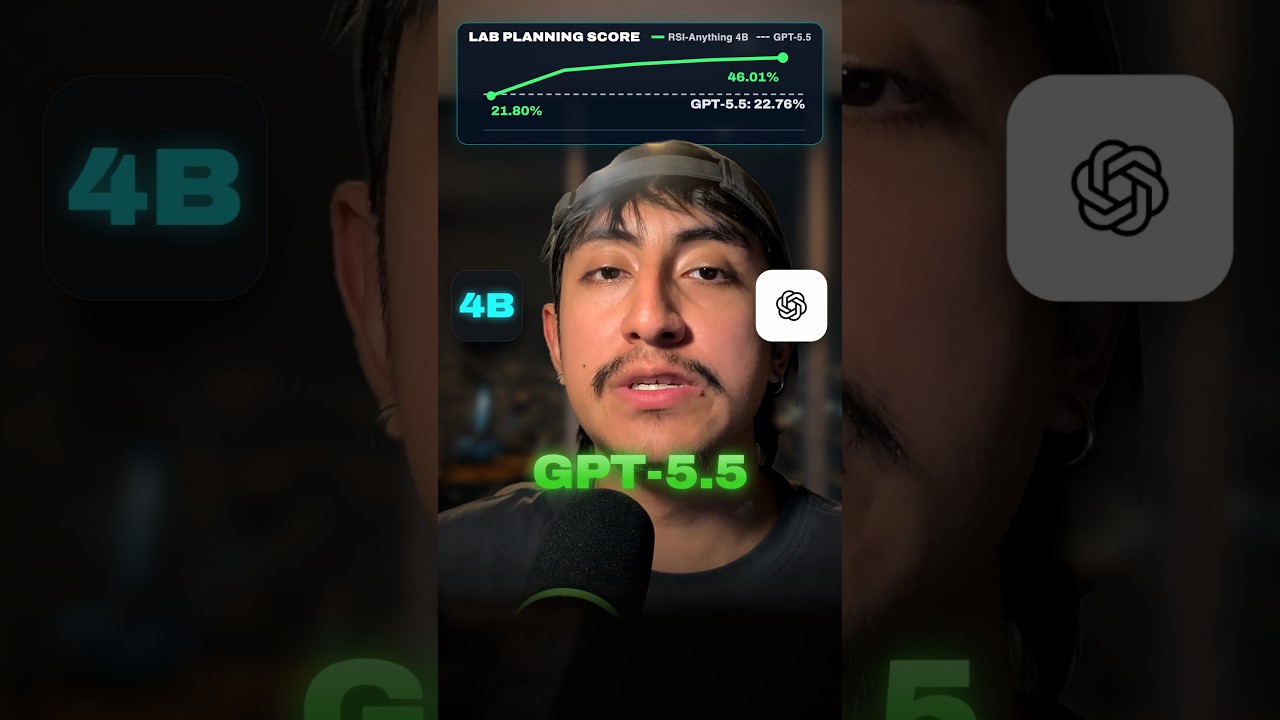 LAB PLANNING SCORE RSI-Anything 4B GPT-5.5
46.01%
GPT-5.5: 22.76%
21.80%
4B
4B
GPT-5.5
G
5